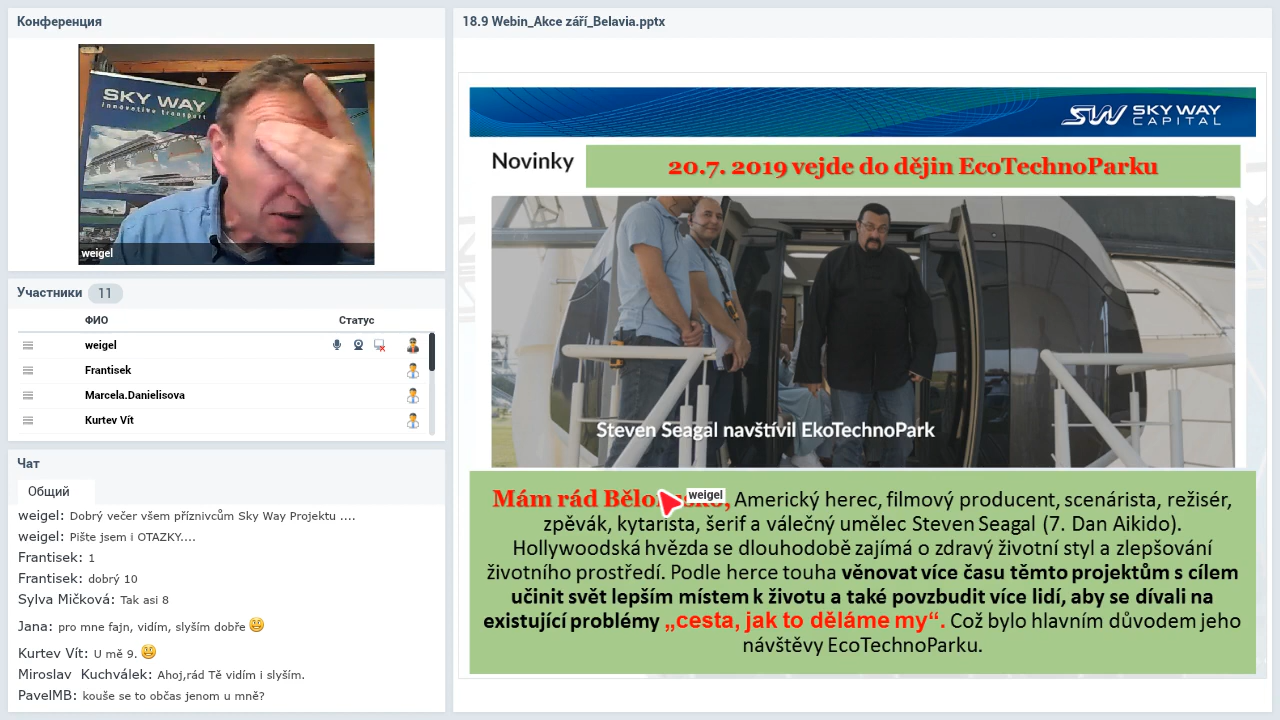 Конференция
SKY WAY
innovative transport
weigel
Участники 11
ФИО Статус
weigel
Frantisek
Marcela.Danielisova
Kurtev Vít
Чат
Общий
weigel: Dobrý večer všem příznivcům Sky Way Projektu ....
weigel: Pište jsem i OTAZKY....
Frantisek: 1
Frantisek: dobrý 10
Sylva Mičková: Tak asi 8
Jana: pro mne fajn, vidím, slyším dobře
Kurtev Vít: U mě 9.
Miroslav Kuchválek: Ahoj,rád Tě vidím i slyším.
PavelMB: kouše se to občas jenom u mně?
18.9 Webin_Akce září_Belavia.pptx
SW SKY WAY
CAPITAL
Novinky
20.7. 2019 vejde do dějin EcoTechnoParku
Steven Seagal navštívil EkoTechnoPark
weigel
Mám rád Americký herec, filmový producent, scenárista, režisér,
zpěvák, kytarista, šerif a válečný umělec Steven Seagal (7. Dan Aikido).
Hollywoodská hvězda se dlouhodobě zajímá o zdravý životní styl a zlepšování
životního prostředí. Podle herce touha věnovat více času těmto projektům s cílem
učinit svět lepším místem k životu a také povzbudit více lidí, aby se dívali na
existující problémy „cesta, jak to děláme my“. Což bylo hlavním důvodem jeho
návštěvy EcoTechnoParku.